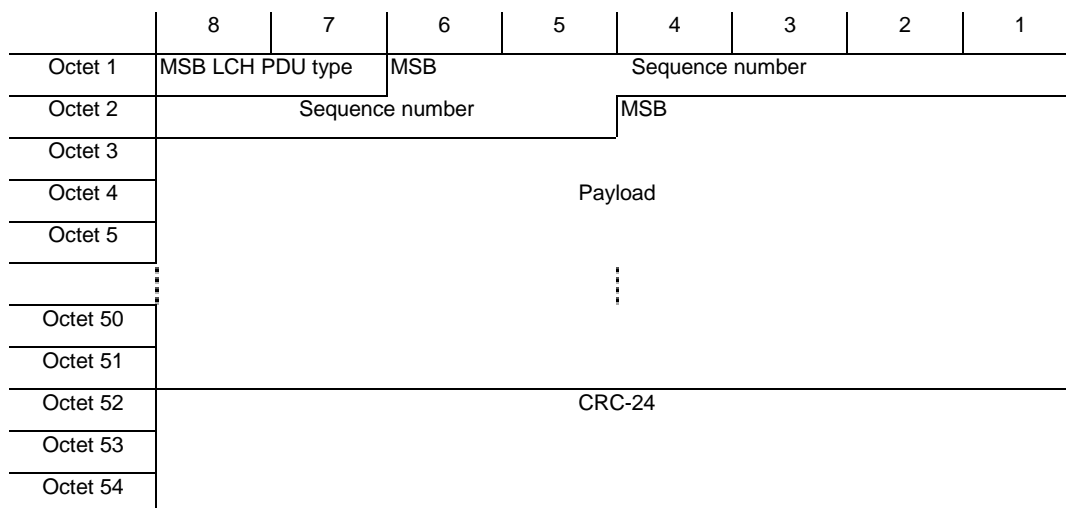 8 7 6 5 4 3 2 1
Octet 1 MSB LCH PDU type MSB Sequence number
Octet 2 Sequence number MSB
Octet 3
Octet 4 Payload
Octet 5
Octet 50
Octet 51
Octet 52 CRC-24
Octet 53
Octet 54